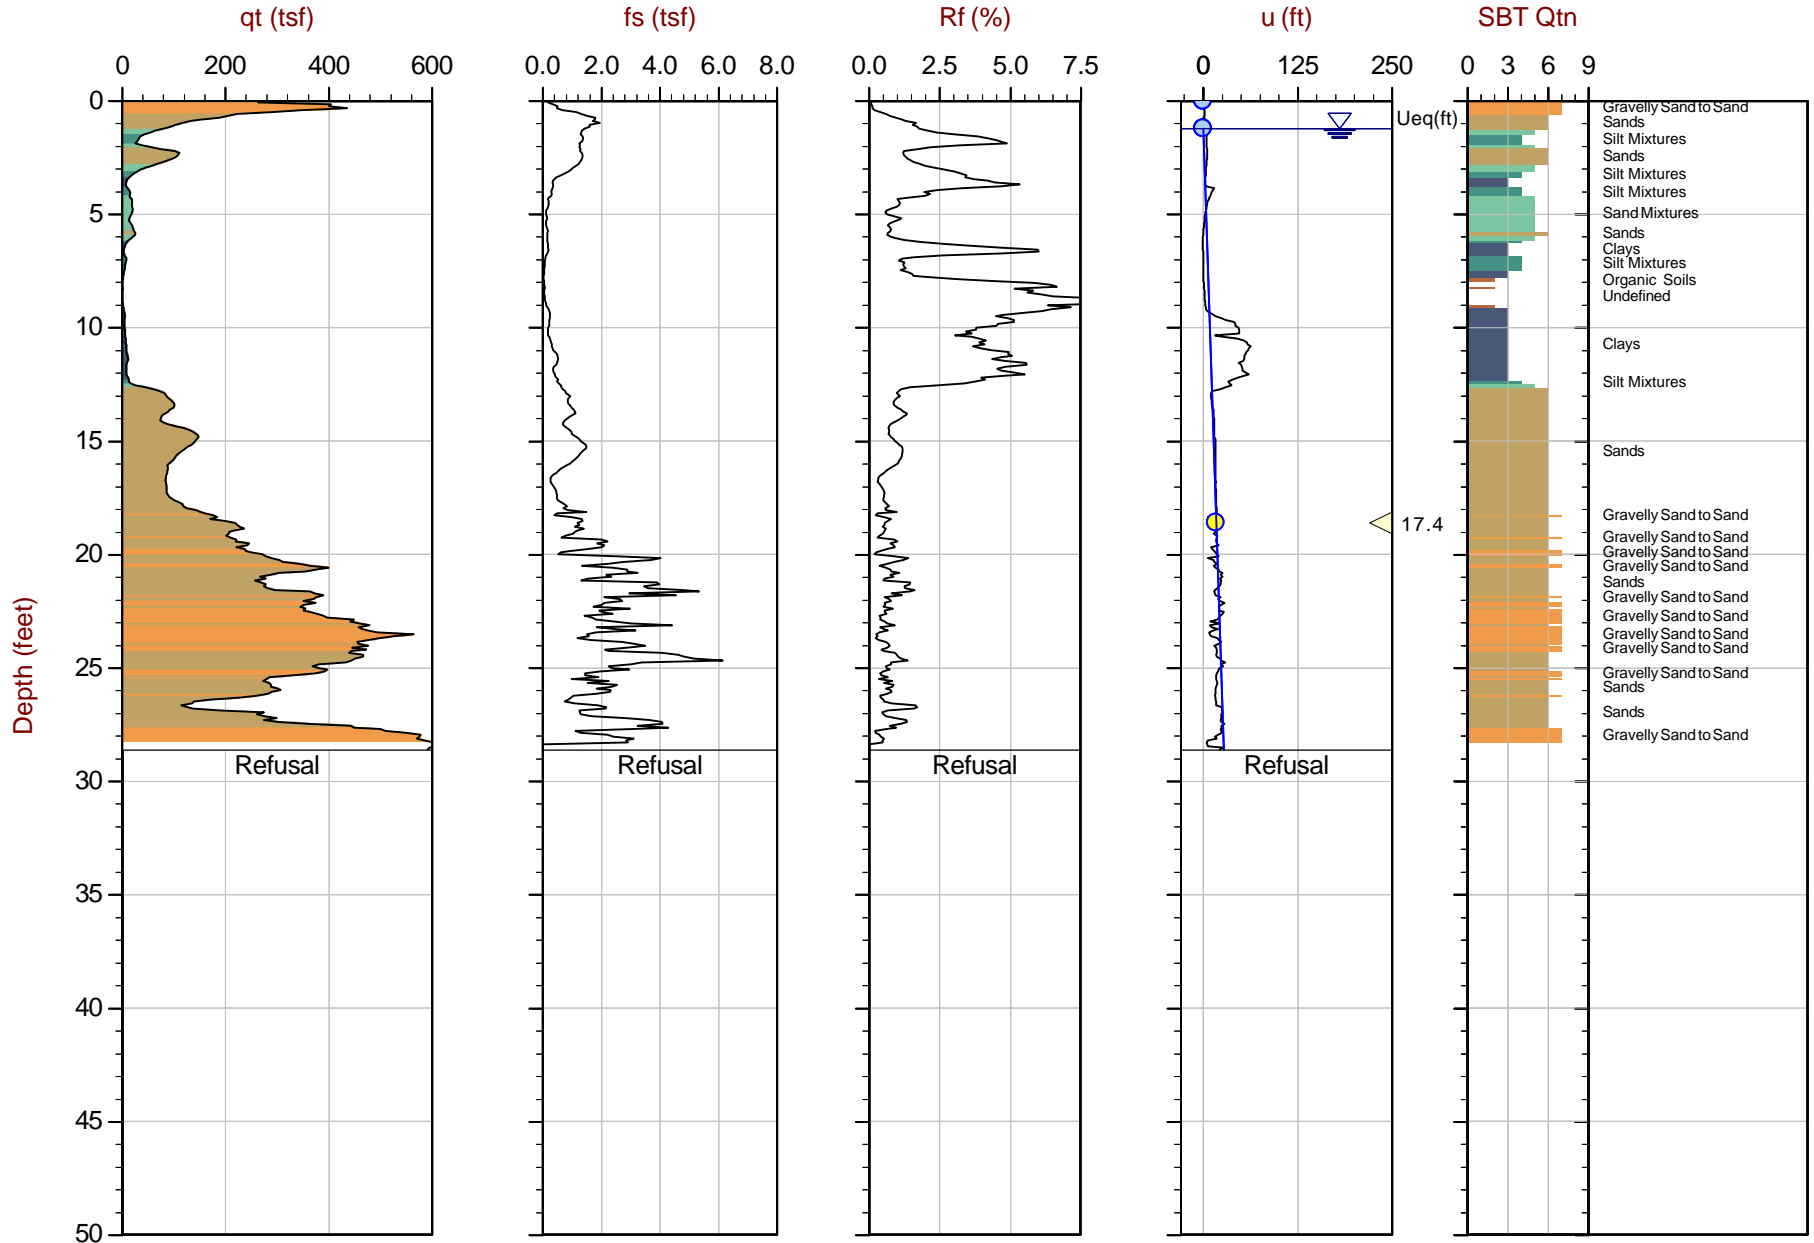 qt (tsf) fs (tsf) Rf (%) u (ft) SBT Qtn
0 200 400 600 0.0 2.0 4.0 6.0 8.0 0.0 2.5 5.0 7.5 0 125 250 0 3 6 9
0
5
10
15
20
25
30
35
40
45
50
Depth (feet)
Refusal
Refusal
Refusal
Refusal
Ueq(ft)
17.4
Gravelly Sand to Sand
Sands
Silt Mixtures
Sands
Silt Mixtures
Silt Mixtures
Sand Mixtures
Sands
Clays
Silt Mixtures
Organic Soils
Undefined
Clays
Silt Mixtures
Sands
Gravelly Sand to Sand
Gravelly Sand to Sand
Gravelly Sand to Sand
Gravelly Sand to Sand
Sands
Gravelly Sand to Sand
Gravelly Sand to Sand
Gravelly Sand to Sand
Gravelly Sand to Sand
Gravelly Sand to Sand
Sands
Sands
Gravelly Sand to Sand